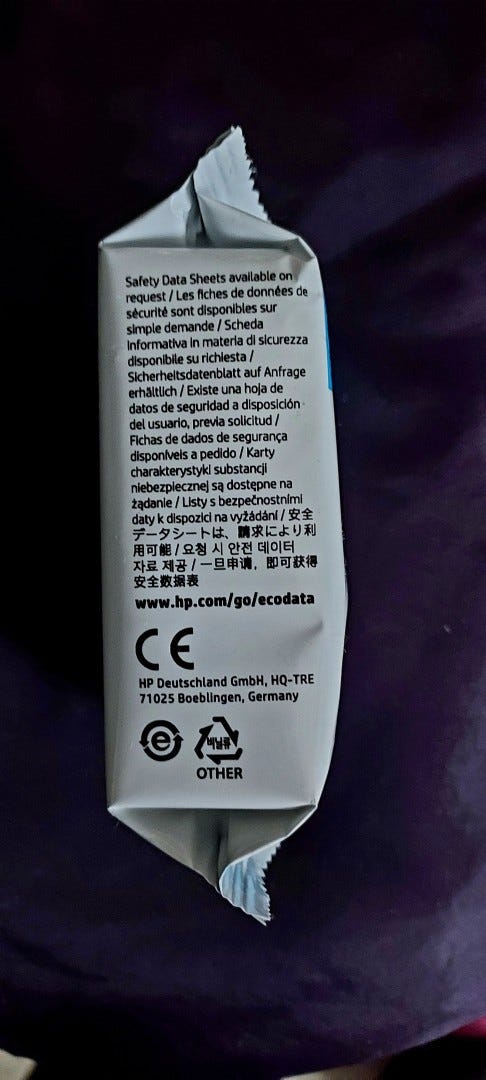 Safety Data Sheets available on
request / Les fiches de données de
sécurité sont disponibles sur
simple demande / Scheda
informativa in materia di sicurezza
disponibile su richiesta /
Sicherheitsdatenblatt auf Anfrage
erhältlich / Existe una hoja de
datos de seguridad a disposición
del usuario, previa solicitud /
Fichas de dados de segurança
disponíveis a pedido / Karty
charakterystyki substancji
niebezpiecznej są dostępne na
żądanie / Listy s bezpečnostními
daty k dispozici na vyžádání / 安全
データシートは、請求により利
用可能 / 요청 시 안전 데이터
자료 제공 / 一旦申请，即可获得
安全数据表
www.hp.com/go/ecodata
CE
HP Deutschland GmbH, HQ-TRE
71025 Boeblingen, Germany
e
비닐류
OTHER